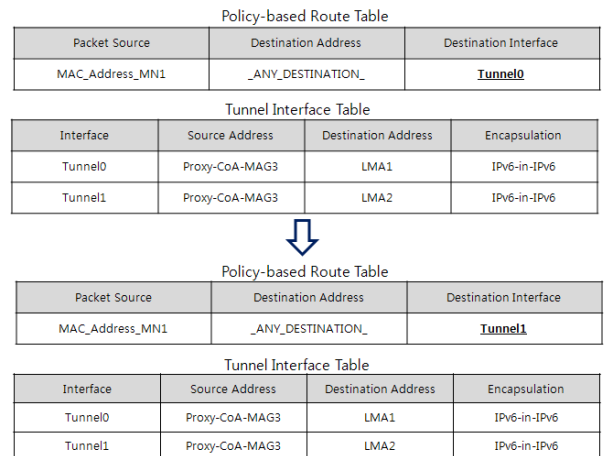 Policy-based Route Table
Packet Source Destination Address Destination Interface
MAC_Address_MN1 _ANY_DESTINATION_ Tunnel0
Tunnel Interface Table
Interface Source Address Destination Address Encapsulation
Tunnel0 Proxy-CoA-MAG3 LMA1 IPv6-in-IPv6
Tunnel1 Proxy-CoA-MAG3 LMA2 IPv6-in-IPv6
Policy-based Route Table
Packet Source Destination Address Destination Interface
MAC_Address_MN1 _ANY_DESTINATION_ Tunnel1
Tunnel Interface Table
Interface Source Address Destination Address Encapsulation
Tunnel0 Proxy-CoA-MAG3 LMA1 IPv6-in-IPv6
Tunnel1 Proxy-CoA-MAG3 LMA2 IPv6-in-IPv6